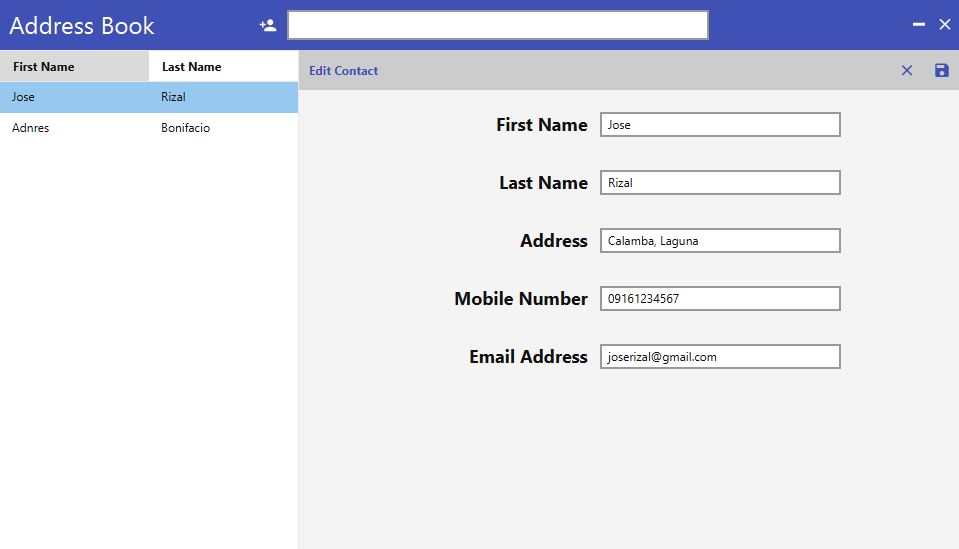 Address Book
First Name Last Name
Jose Rizal
Adnres Bonifacio
Edit Contact
First Name Jose
Last Name Rizal
Address Calamba, Laguna
Mobile Number 09161234567
Email Address joserizal@gmail.com